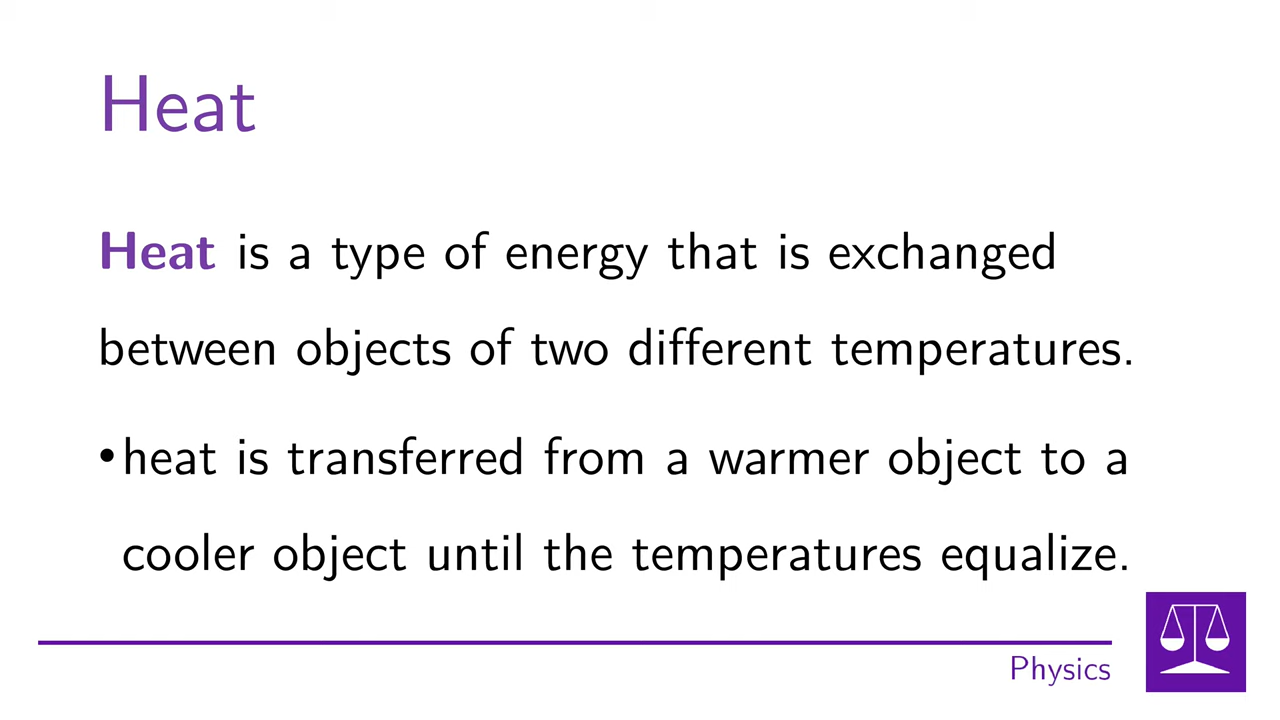 Heat
Heat is a type of energy that is exchanged
between objects of two different temperatures.
•heat is transferred from a warmer object to a
cooler object until the temperatures equalize.
Physics